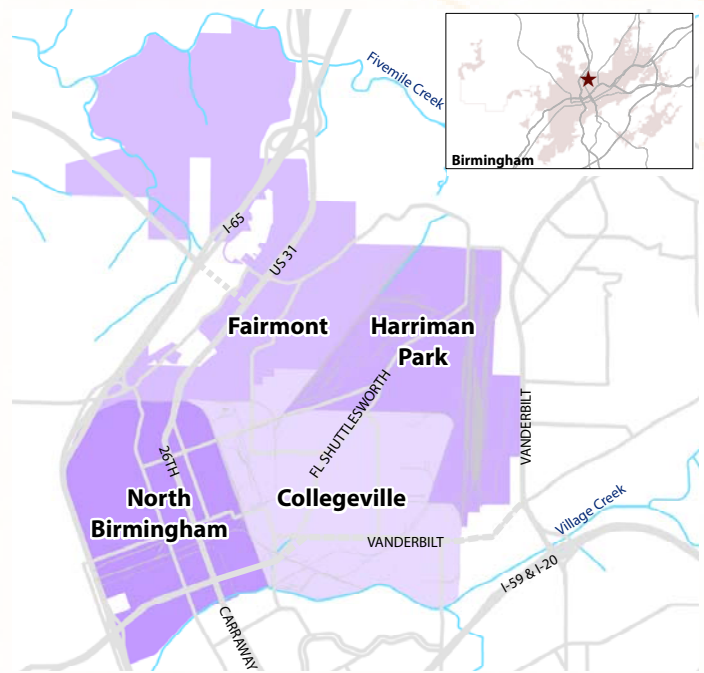 Fivemile Creek
Birmingham
I-65
US 31
Fairmont
Harriman
Park
FL SHUTTLESWORTH
VANDERBILT
26TH
North
Birmingham
Collegeville
Village Creek
VANDERBILT
I-59 & I-20
CARRAWAY